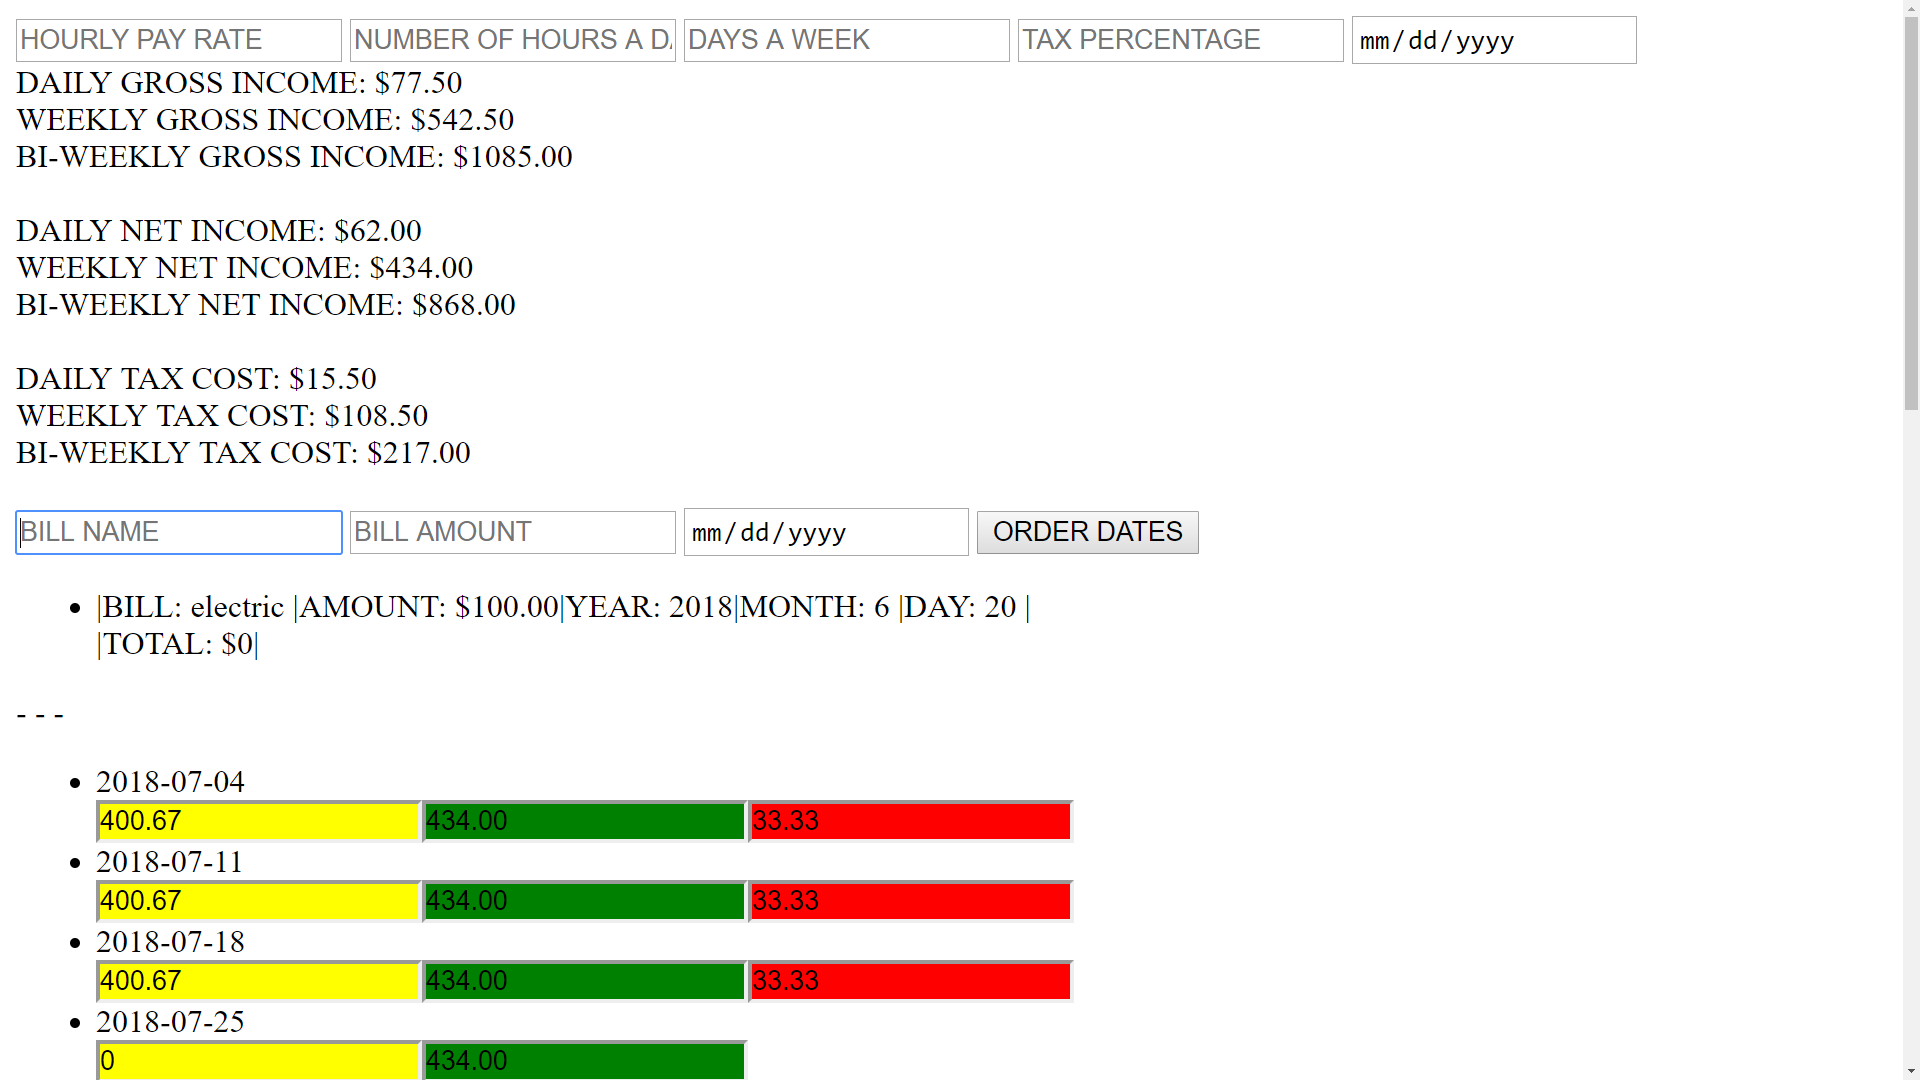 HOURLY PAY RATE NUMBER OF HOURS A DA DAYS A WEEK TAX PERCENTAGE mm/dd/yyyy
DAILY GROSS INCOME: $77.50
WEEKLY GROSS INCOME: $542.50
BI-WEEKLY GROSS INCOME: $1085.00
DAILY NET INCOME: $62.00
WEEKLY NET INCOME: $434.00
BI-WEEKLY NET INCOME: $868.00
DAILY TAX COST: $15.50
WEEKLY TAX COST: $108.50
BI-WEEKLY TAX COST: $217.00
BILL NAME BILL AMOUNT mm/dd/yyyy ORDER DATES
|BILL: electric |AMOUNT: $100.00|YEAR: 2018|MONTH: 6 |DAY: 20 |
|TOTAL: $0|
- - -
2018-07-04
400.67 434.00 33.33
2018-07-11
400.67 434.00 33.33
2018-07-18
400.67 434.00 33.33
2018-07-25
0 434.00